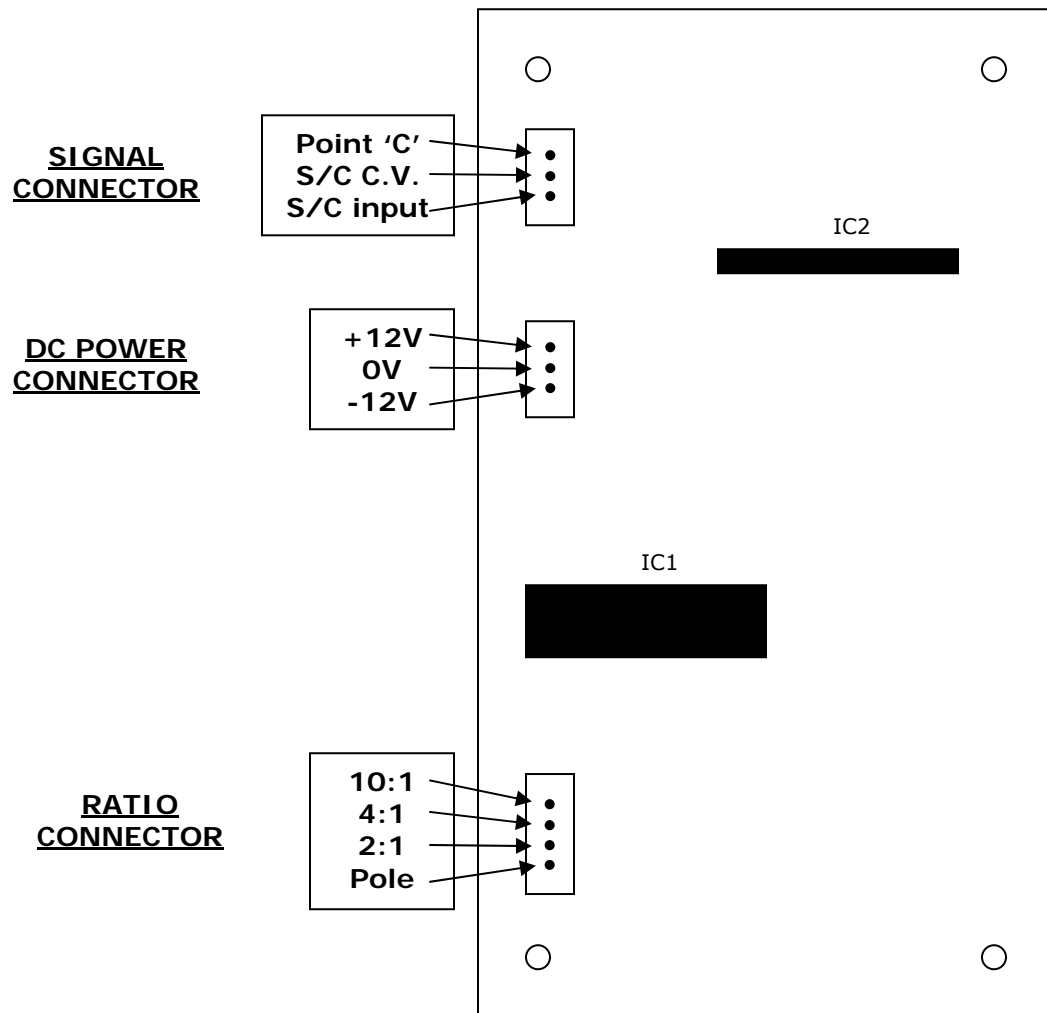 SIGNAL
CONNECTOR
Point ‘C’
S/C C.V.
S/C input
IC2
DC POWER
CONNECTOR
+12V
0V
-12V
IC1
RATIO
CONNECTOR
10:1
4:1
2:1
Pole